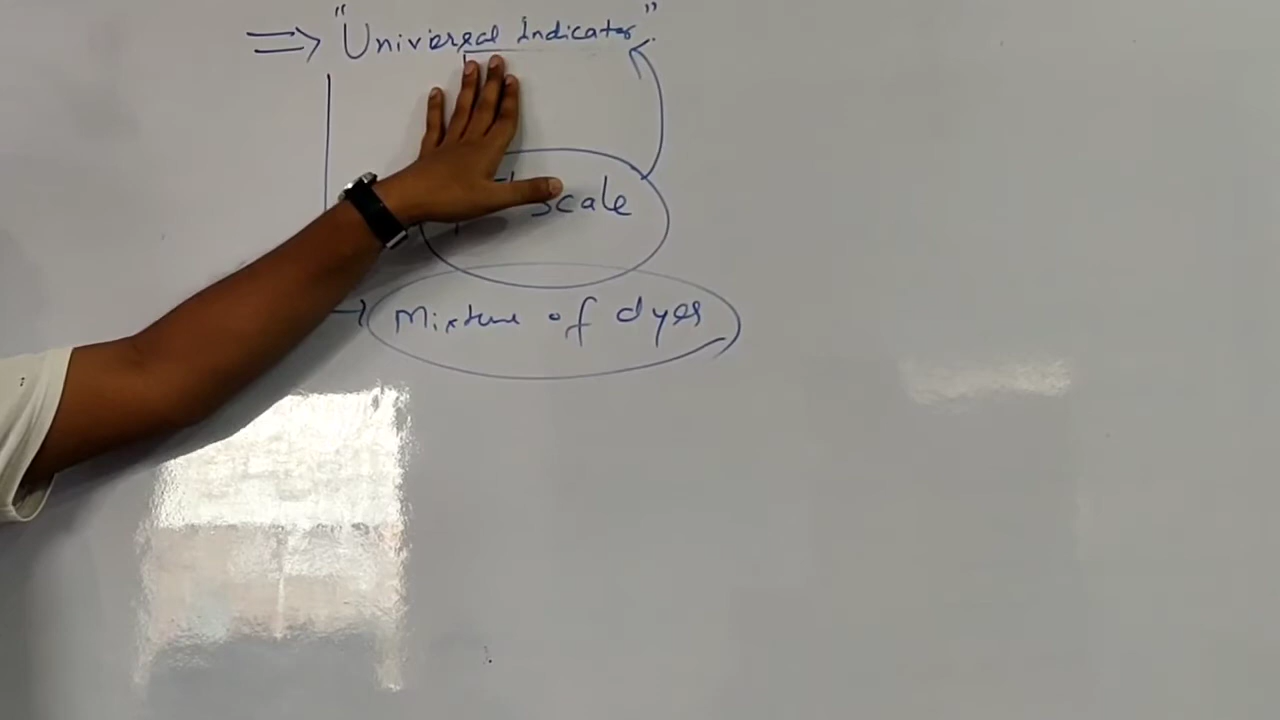 ⇒ "Universal Indicator".
scale
Mixture of dyes